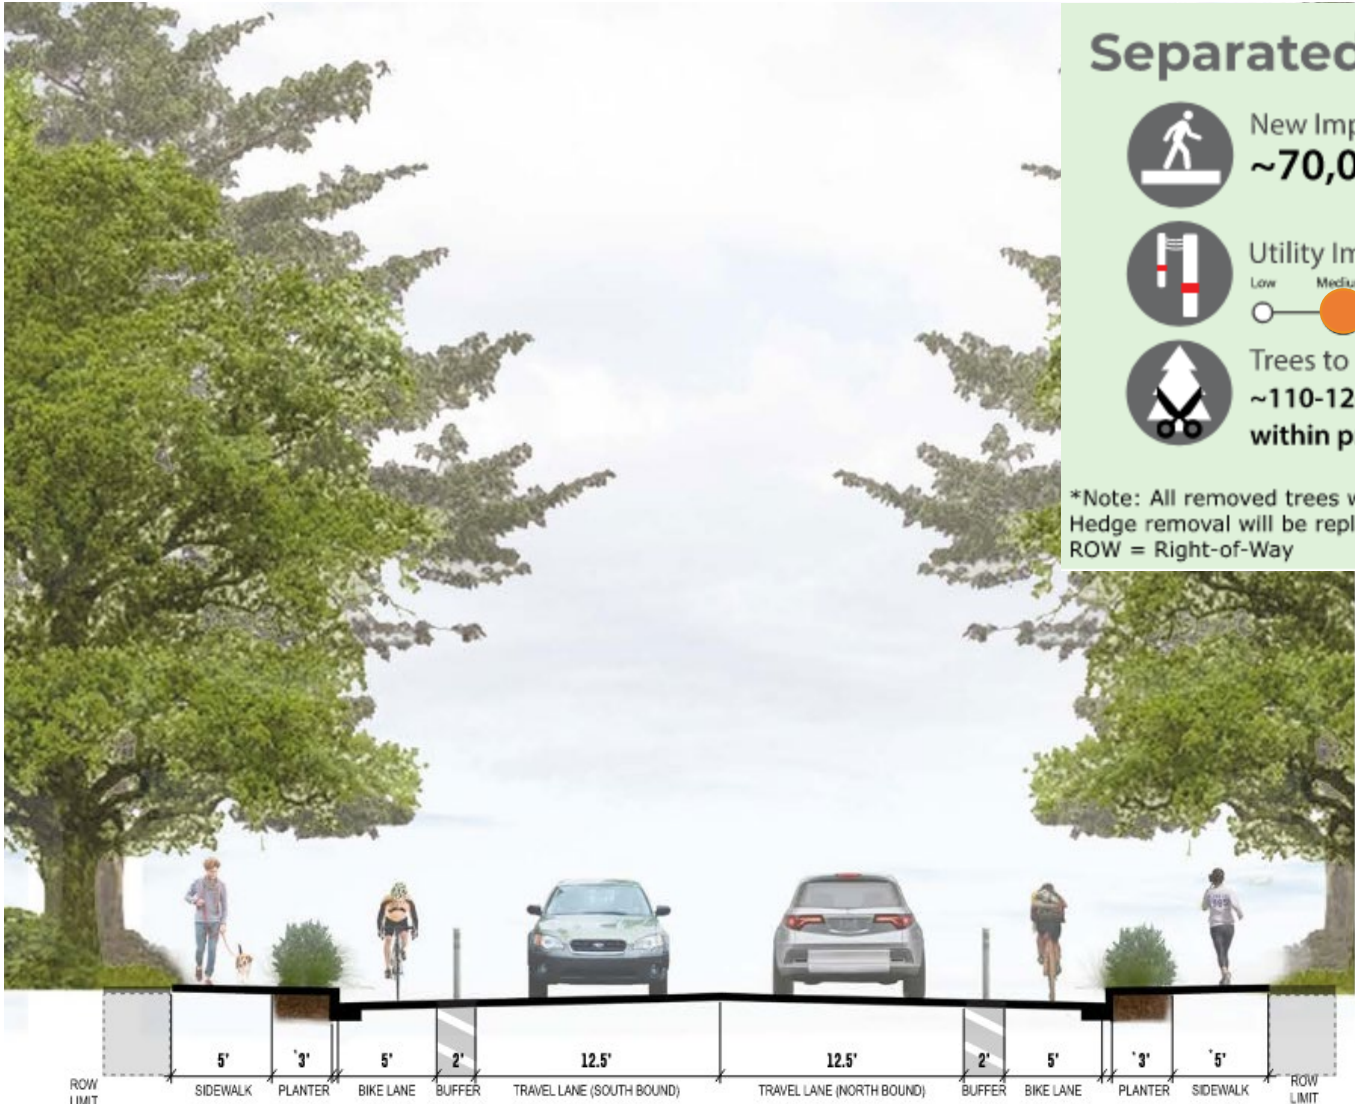 Separated
New Imp
~70,0
Utility Im
Low Mediu
Trees to
~110-12
within p
*Note: All removed trees w
Hedge removal will be repl
ROW = Right-of-Way
5' 3' 5' 2' 12.5' 12.5' 2' 5' 3' 5'
ROW LIMIT SIDEWALK PLANTER BIKE LANE BUFFER TRAVEL LANE (SOUTH BOUND) TRAVEL LANE (NORTH BOUND) BUFFER BIKE LANE PLANTER SIDEWALK ROW LIMIT